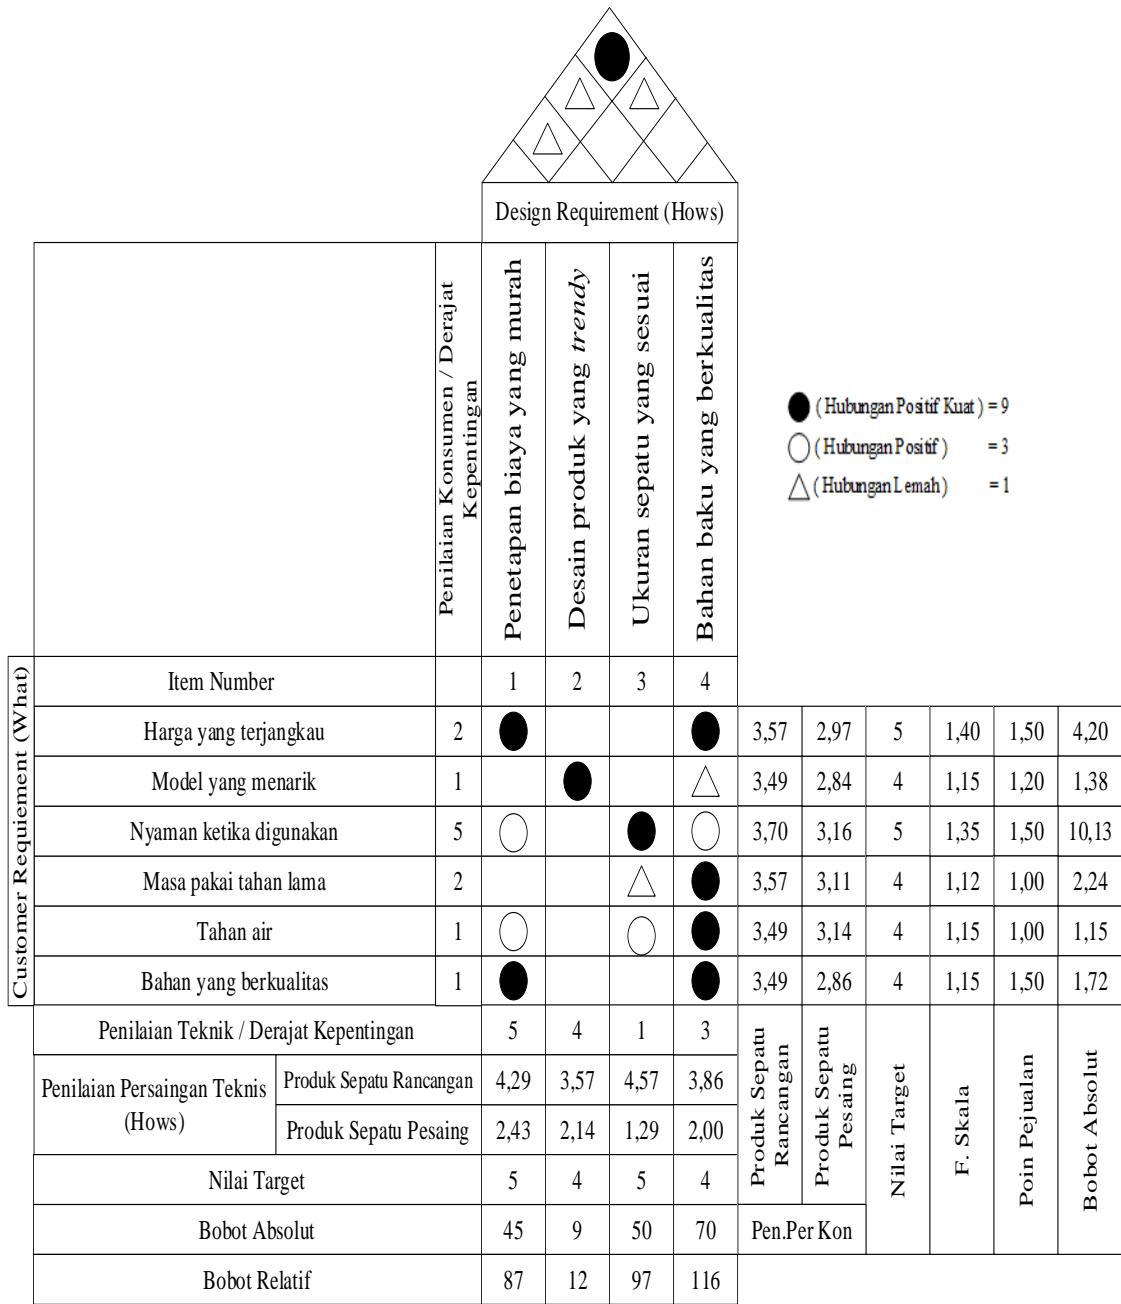 Design Requirement (Hows)
Penilaian Konsumen / Derajat
Kepentingan
Penetapan biaya yang murah
Desain produk yang trendy
Ukuran sepatu yang sesuai
Bahan baku yang berkualitas
( Hubungan Positif Kuat ) = 9
( Hubungan Positif ) = 3
( Hubungan Lemah ) = 1
Customer Requiement (What)
Item Number 1 2 3 4
Harga yang terjangkau 2 3,57 2,97 5 1,40 1,50 4,20
Model yang menarik 1 3,49 2,84 4 1,15 1,20 1,38
Nyaman ketika digunakan 5 3,70 3,16 5 1,35 1,50 10,13
Masa pakai tahan lama 2 3,57 3,11 4 1,12 1,00 2,24
Tahan air 1 3,49 3,14 4 1,15 1,00 1,15
Bahan yang berkualitas 1 3,49 2,86 4 1,15 1,50 1,72
Penilaian Teknik / Derajat Kepentingan 5 4 1 3
Penilaian Persaingan Teknis
(Hows)
Produk Sepatu Rancangan 4,29 3,57 4,57 3,86
Produk Sepatu Pesaing 2,43 2,14 1,29 2,00
Nilai Target 5 4 5 4
Bobot Absolut 45 9 50 70
Bobot Relatif 87 12 97 116
Produk Sepatu
Rancangan
Produk Sepatu
Pesaing
Pen.Per Kon
Nilai Target
F. Skala
Poin Pejualan
Bobot Absolut